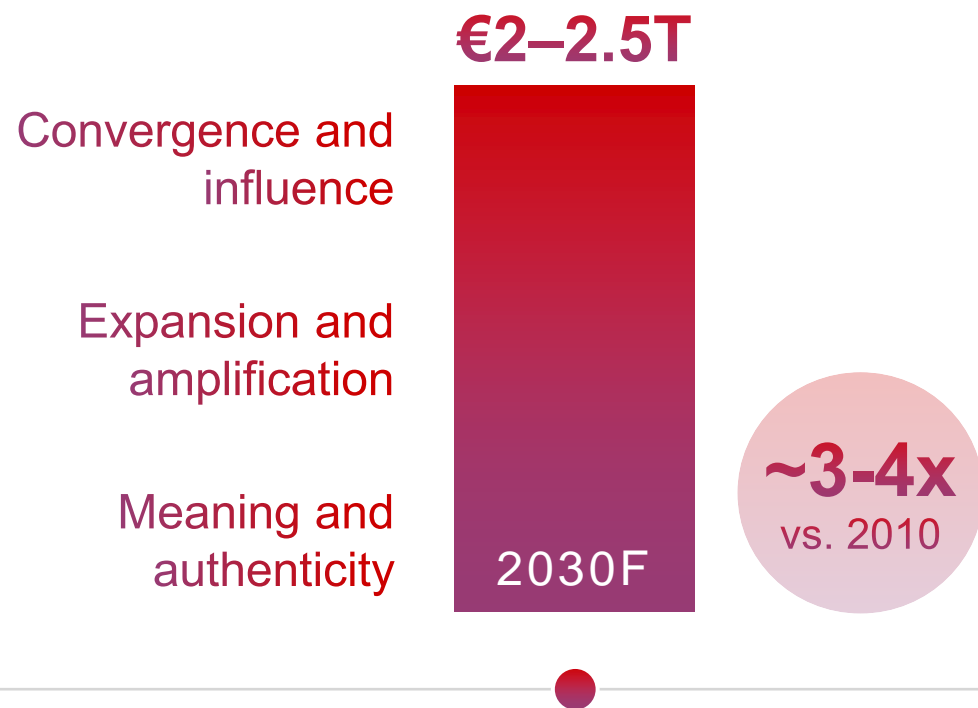 €2–2.5T
Convergence and
influence
Expansion and
amplification
Meaning and
authenticity
2030F
~3-4x
vs. 2010